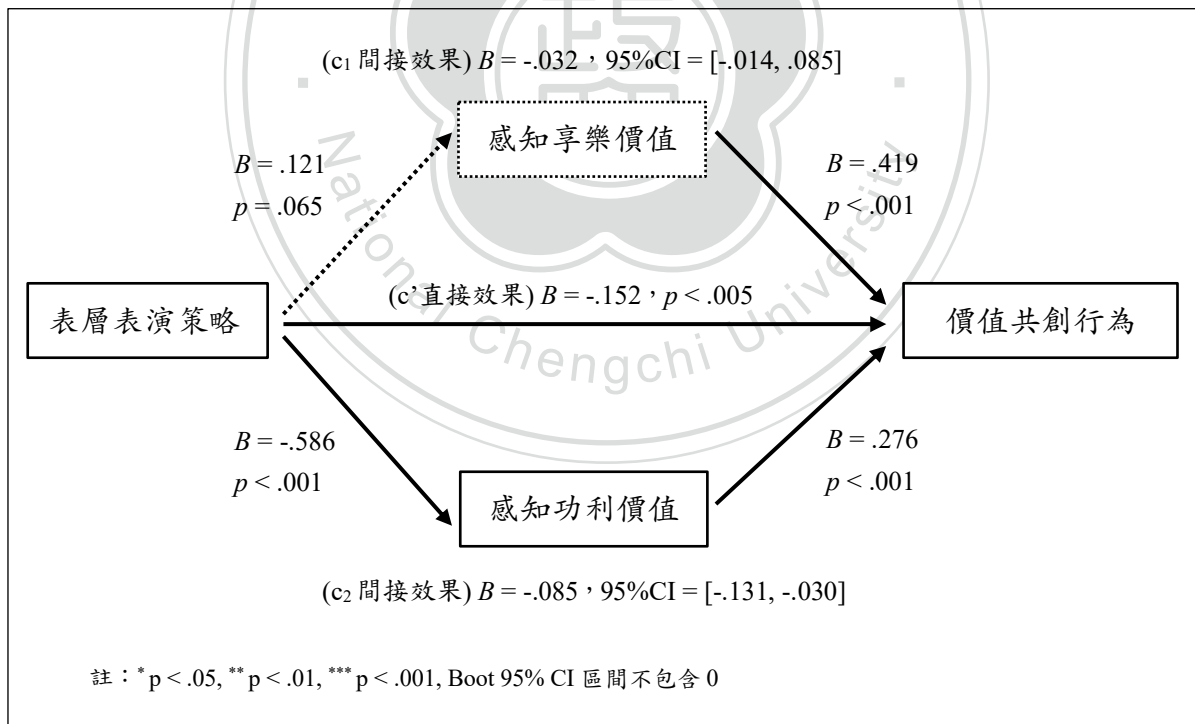 (c₁ 間接效果) B = -.032，95%CI = [-.014, .085]
感知享樂價值
B = .121
p = .065
B = .419
p < .001
表層表演策略
(c’直接效果) B = -.152，p < .005
價值共創行為
B = -.586
p < .001
B = .276
p < .001
感知功利價值
(c₂ 間接效果) B = -.085，95%CI = [-.131, -.030]
註：* p < .05, ** p < .01, *** p < .001, Boot 95% CI 區間不包含 0
National Chengchi University